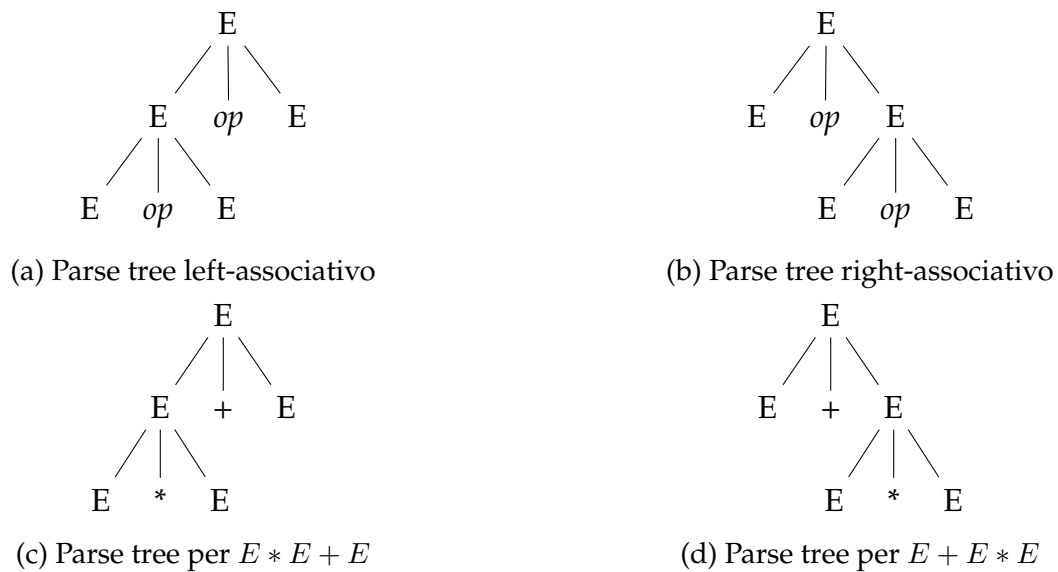 E
E op E
E op E
(a) Parse tree left-associativo
E
E op E
E op E
(b) Parse tree right-associativo
E
E + E
E * E
(c) Parse tree per E ∗ E + E
E
E + E
E * E
(d) Parse tree per E + E ∗ E